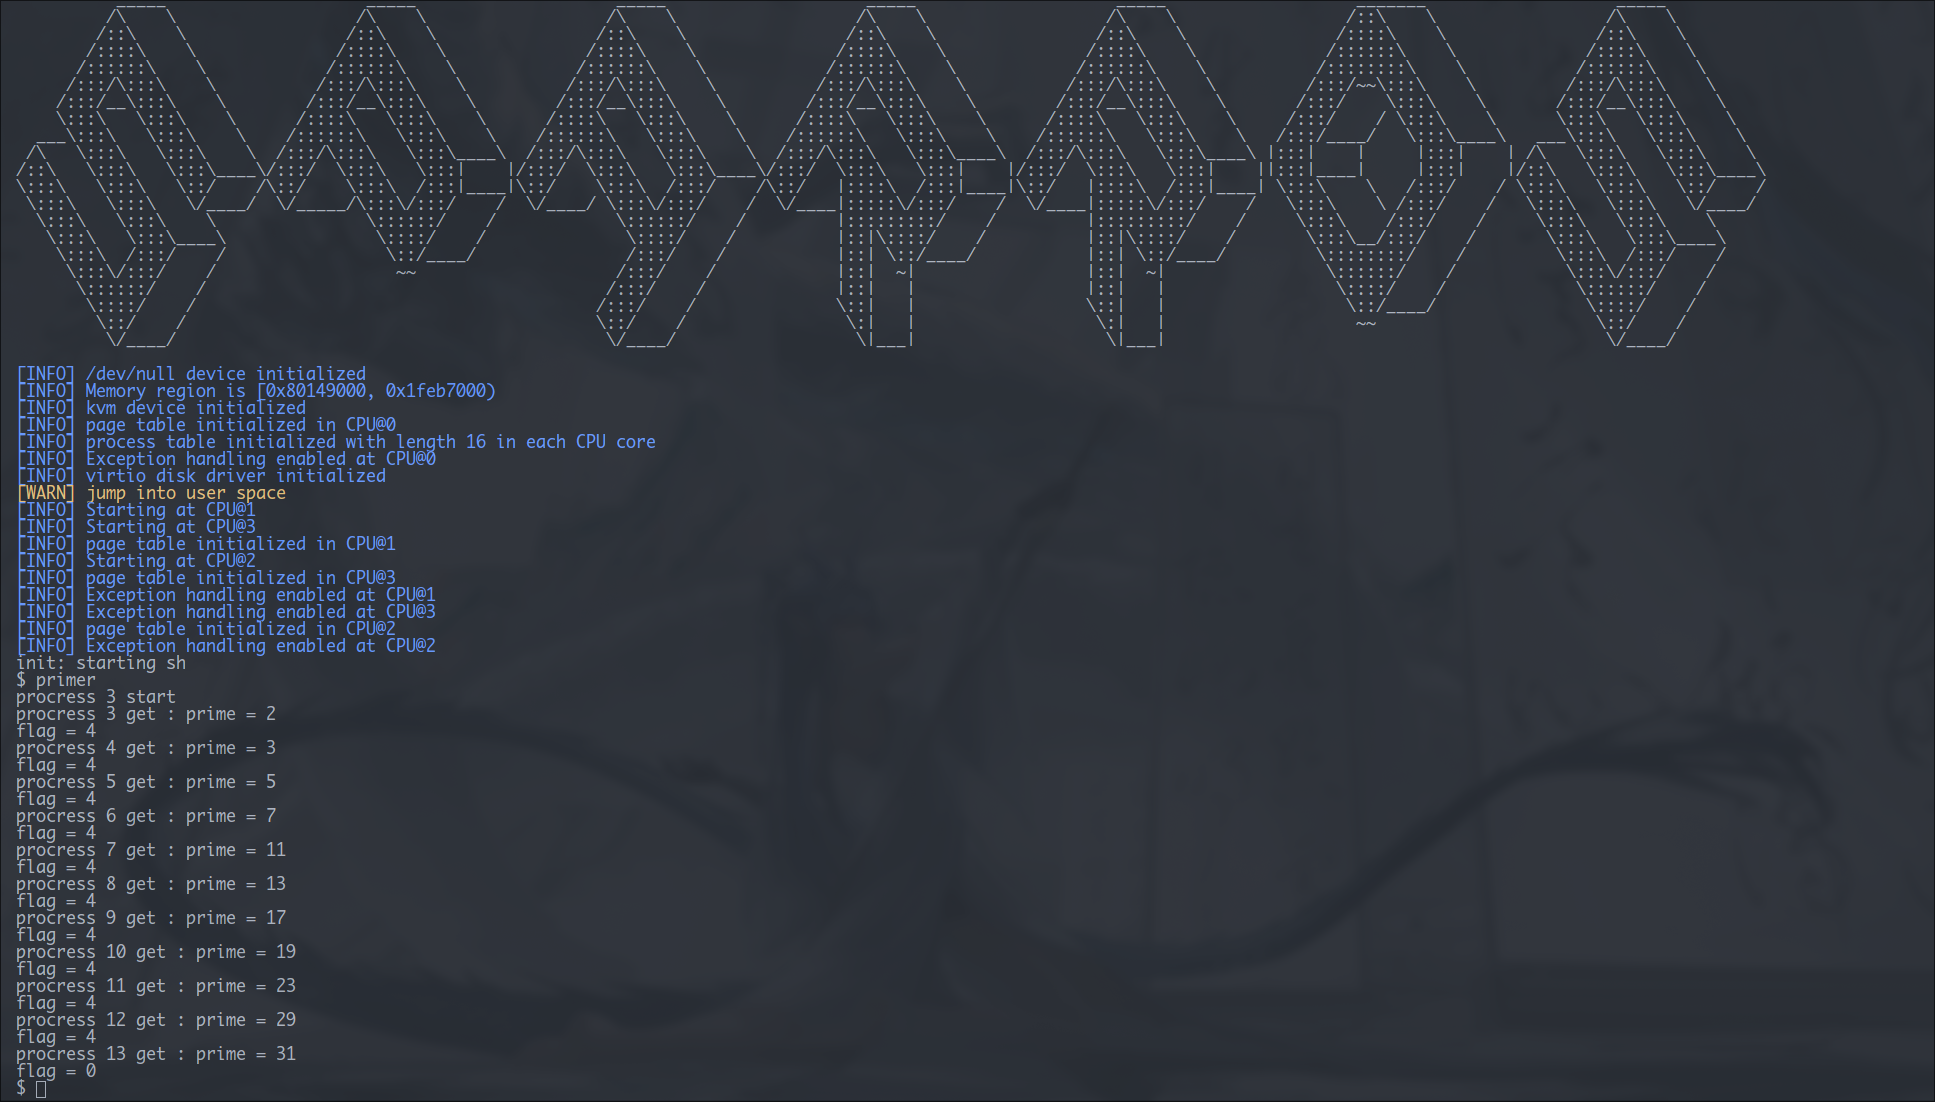 [INFO] /dev/null device initialized
[INFO] Memory region is [0x80149000, 0x1feb7000)
[INFO] kvm device initialized
[INFO] page table initialized in CPU@0
[INFO] process table initialized with length 16 in each CPU core
[INFO] Exception handling enabled at CPU@0
[INFO] virtio disk driver initialized
[WARN] jump into user space
[INFO] Starting at CPU@1
[INFO] Starting at CPU@3
[INFO] page table initialized in CPU@1
[INFO] Starting at CPU@2
[INFO] page table initialized in CPU@3
[INFO] Exception handling enabled at CPU@1
[INFO] Exception handling enabled at CPU@3
[INFO] page table initialized in CPU@2
[INFO] Exception handling enabled at CPU@2
init: starting sh
$ primer
procress 3 start
procress 3 get : prime = 2
flag = 4
procress 4 get : prime = 3
flag = 4
procress 5 get : prime = 5
flag = 4
procress 6 get : prime = 7
flag = 4
procress 7 get : prime = 11
flag = 4
procress 8 get : prime = 13
flag = 4
procress 9 get : prime = 17
flag = 4
procress 10 get : prime = 19
flag = 4
procress 11 get : prime = 23
flag = 4
procress 12 get : prime = 29
flag = 4
procress 13 get : prime = 31
flag = 0
$